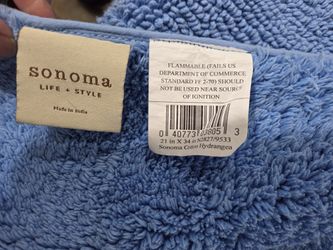 sonoma
LIFE + STYLE
Made in India
FLAMMABLE (FAILS US
DEPARTMENT OF COMMERCE
STANDARD FF 2-70) SHOULD
NOT BE USED NEAR SOURCE
OF IGNITION
3
21 in X 34 in
Sonoma Hydrangea